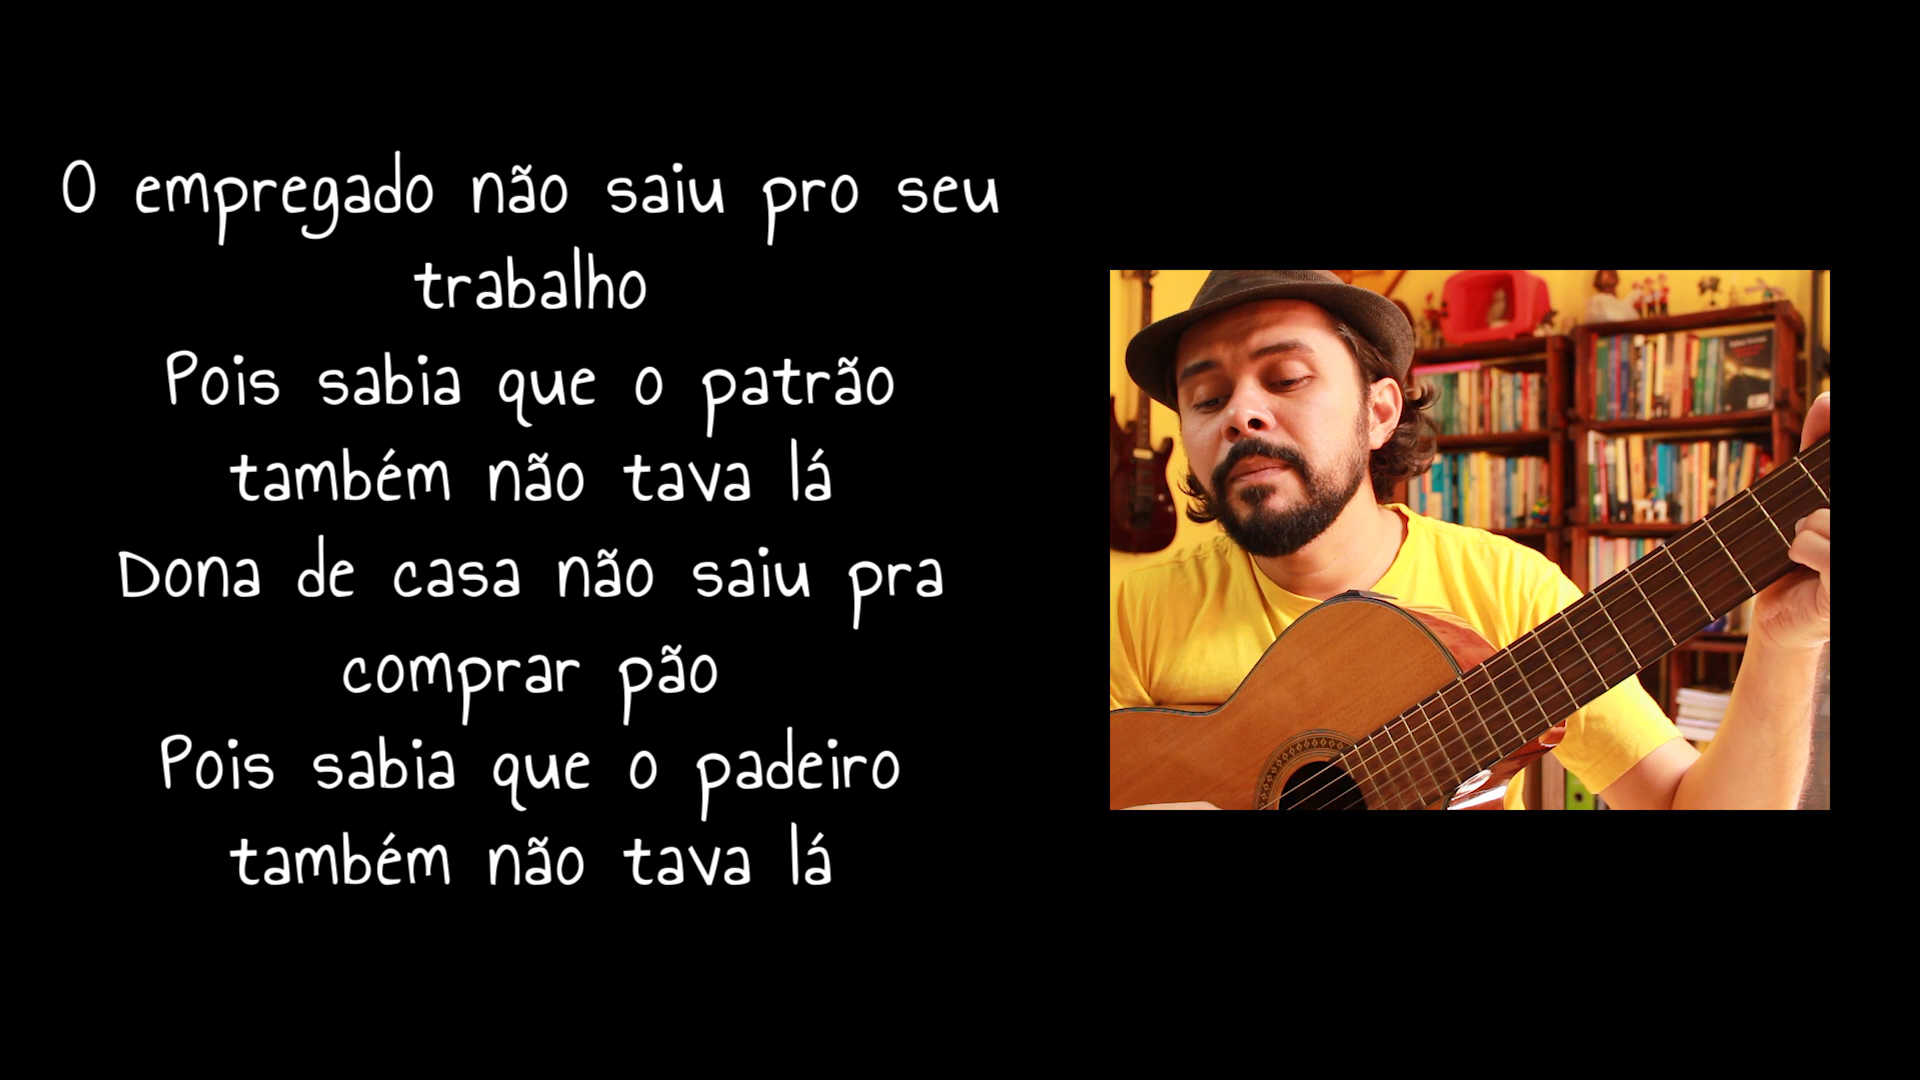 O empregado não saiu pro seu
trabalho
Pois sabia que o patrão
também não tava lá
Dona de casa não saiu pra
comprar pão
Pois sabia que o padeiro
também não tava lá